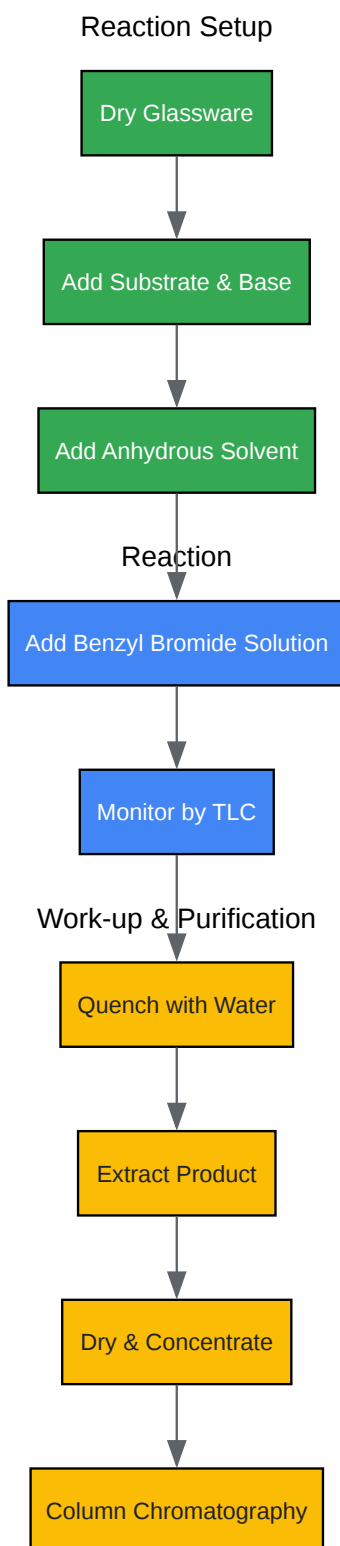 Reaction Setup
Dry Glassware
Add Substrate & Base
Add Anhydrous Solvent
Reaction
Add Benzyl Bromide Solution
Monitor by TLC
Work-up & Purification
Quench with Water
Extract Product
Dry & Concentrate
Column Chromatography